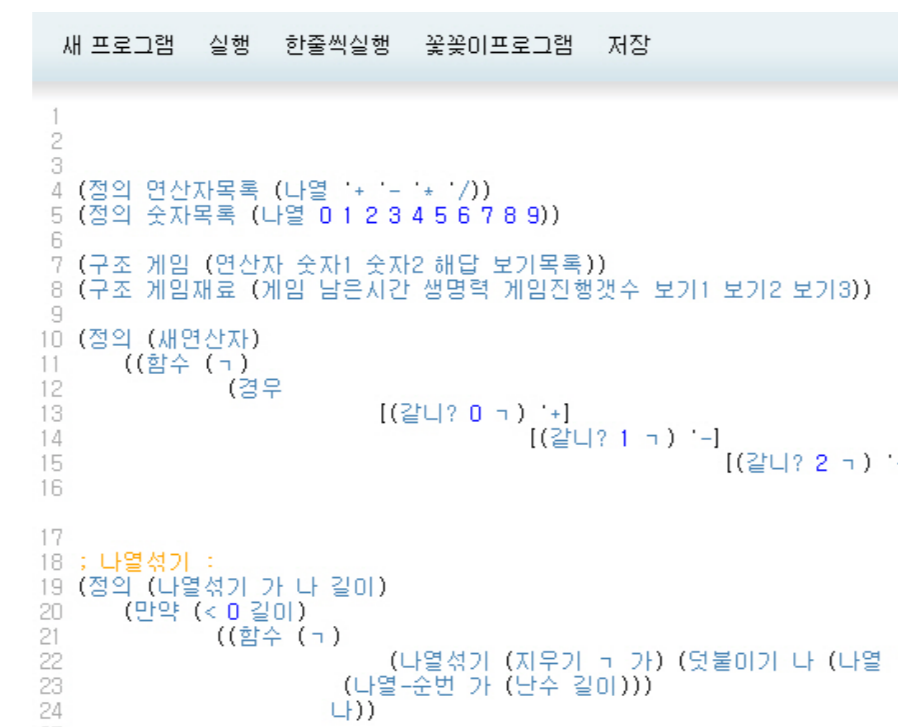 새 프로그램 실행 한줄씩실행 꽃꽂이프로그램 저장
1
2
3
4 (정의 연산자목록 (나열 '+ '- '* '/))
5 (정의 숫자목록 (나열 0 1 2 3 4 5 6 7 8 9))
6
7 (구조 게임 (연산자 숫자1 숫자2 해답 보기목록))
8 (구조 게임재료 (게임 남은시간 생명력 게임진행갯수 보기1 보기2 보기3))
9
10 (정의 (새연산자)
11 ((함수 (ㄱ)
12 (경우
13 [(같니? 0 ㄱ) '+]
14 [(같니? 1 ㄱ) '-]
15 [(같니? 2 ㄱ) '
16
17
18 ; 나열섞기 :
19 (정의 (나열섞기 가 나 길이)
20 (만약 (< 0 길이)
21 ((함수 (ㄱ)
22 (나열섞기 (지우기 ㄱ 가) (덧붙이기 나 (나열
23 (나열-순번 가 (난수 길이)))
24 나))